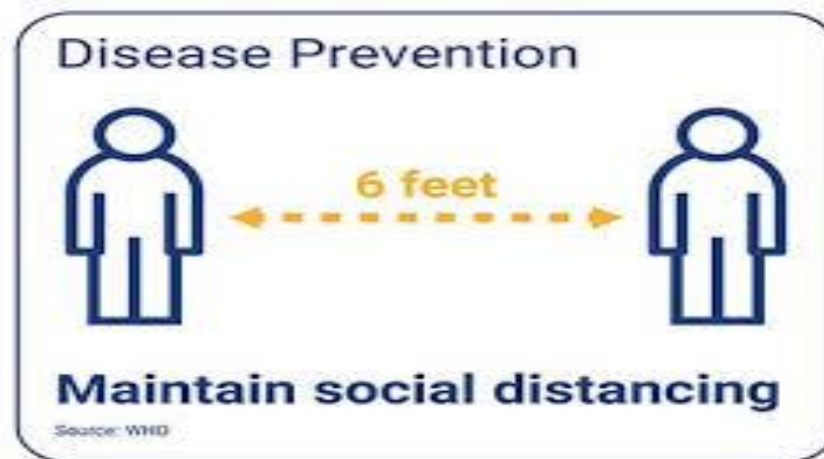 Disease Prevention
6 feet
Maintain social distancing
Source: WHO